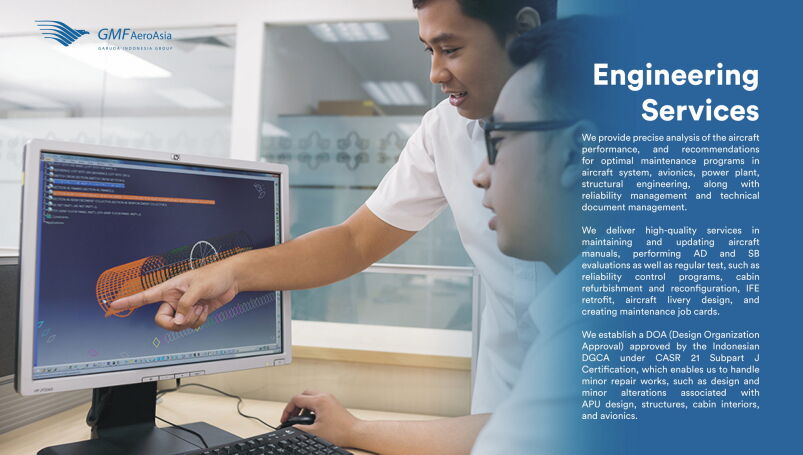 GMF AeroAsia
GARUDA INDONESIA GROUP
Engineering
Services
We provide precise analysis of the aircraft
performance, and recommendations
for optimal maintenance programs in
aircraft system, avionics, power plant,
structural engineering, along with
reliability management and technical
document management.
We deliver high-quality services in
maintaining and updating aircraft
manuals, performing AD and SB
evaluations as well as regular test, such as
reliability control programs, cabin
refurbishment and reconfiguration, IFE
retrofit, aircraft livery design, and
creating maintenance job cards.
We establish a DOA (Design Organization
Approval) approved by the Indonesian
DGCA under CASR 21 Subpart J
Certification, which enables us to handle
minor repair works, such as design and
minor alterations associated with
APU design, structures, cabin interiors,
and avionics.